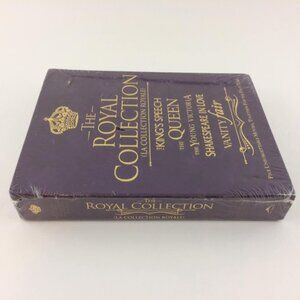 THE
ROYAL
COLLECTION
(LA COLLECTION ROYALE)
THE KING'S SPEECH
THE QUEEN
THE YOUNG VICTORIA
SHAKESPEARE IN LOVE
VANITY fair
THE
ROYAL COLLECTION
(LA COLLECTION ROYALE)